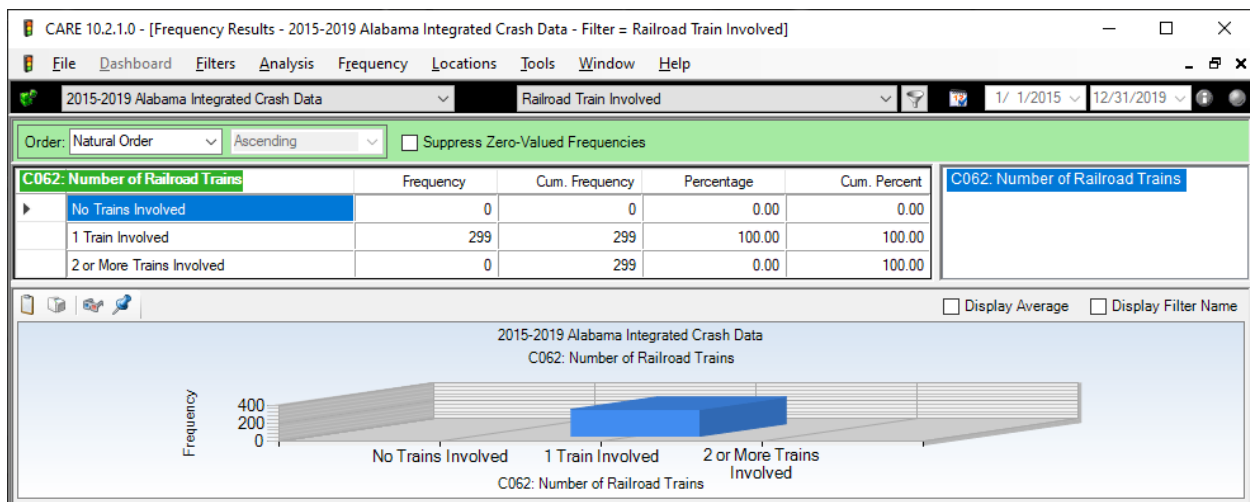 CARE 10.2.1.0 - [Frequency Results - 2015-2019 Alabama Integrated Crash Data - Filter = Railroad Train Involved]
File Dashboard Filters Analysis Frequency Locations Tools Window Help
2015-2019 Alabama Integrated Crash Data Railroad Train Involved 1/ 1/2015 12/31/2019
Order: Natural Order Ascending Suppress Zero-Valued Frequencies
C062: Number of Railroad Trains Frequency Cum. Frequency Percentage Cum. Percent C062: Number of Railroad Trains
No Trains Involved 0 0 0.00 0.00
1 Train Involved 299 299 100.00 100.00
2 or More Trains Involved 0 299 0.00 100.00
Display Average Display Filter Name
2015-2019 Alabama Integrated Crash Data
C062: Number of Railroad Trains
Frequency
400
200
0
No Trains Involved 1 Train Involved 2 or More Trains
Involved
C062: Number of Railroad Trains